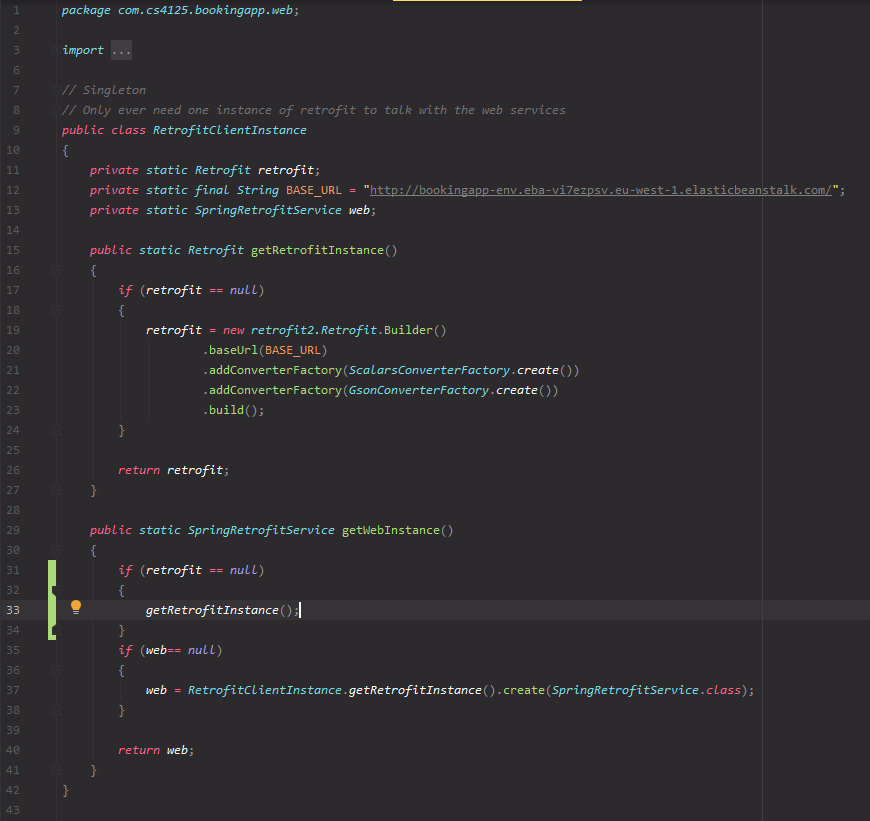 1 package com.cs4125.bookingapp.web;
2
3 import ...
6
7 // Singleton
8 // Only ever need one instance of retrofit to talk with the web services
9 public class RetrofitClientInstance
10 {
11 private static Retrofit retrofit;
12 private static final String BASE_URL = "http://bookingapp-env.eba-vi7ezpsv.eu-west-1.elasticbeanstalk.com/";
13 private static SpringRetrofitService web;
14
15 public static Retrofit getRetrofitInstance()
16 {
17 if (retrofit == null)
18 {
19 retrofit = new retrofit2.Retrofit.Builder()
20 .baseUrl(BASE_URL)
21 .addConverterFactory(ScalarsConverterFactory.create())
22 .addConverterFactory(GsonConverterFactory.create())
23 .build();
24 }
25
26 return retrofit;
27 }
28
29 public static SpringRetrofitService getWebInstance()
30 {
31 if (retrofit == null)
32 {
33 getRetrofitInstance();
34 }
35 if (web== null)
36 {
37 web = RetrofitClientInstance.getRetrofitInstance().create(SpringRetrofitService.class);
38 }
39
40 return web;
41 }
42 }
43